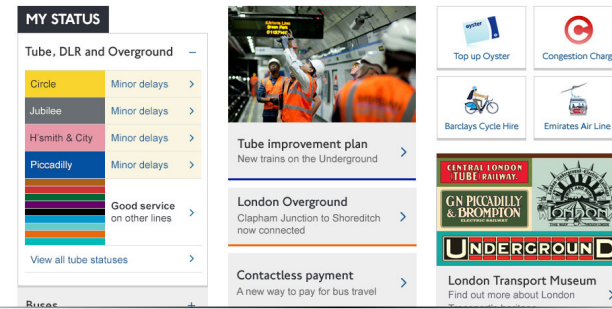 MY STATUS
Tube, DLR and Overground –
Circle Minor delays
Jubilee Minor delays
H'smith & City Minor delays
Piccadilly Minor delays
Good service
on other lines
View all tube statuses
Buses +
Tube improvement plan
New trains on the Underground
London Overground
Clapham Junction to Shoreditch
now connected
Contactless payment
A new way to pay for bus travel
oyster
Top up Oyster
Congestion Charg
Barclays Cycle Hire
Emirates Air Line
CENTRAL LONDON
(TUBE) RAILWAY.
GN PICCADILLY
& BROMPTON
ELECTRIC RAILWAY
LONDON
UNDERGROUND
London Transport Museum
Find out more about London
Transport's heritage